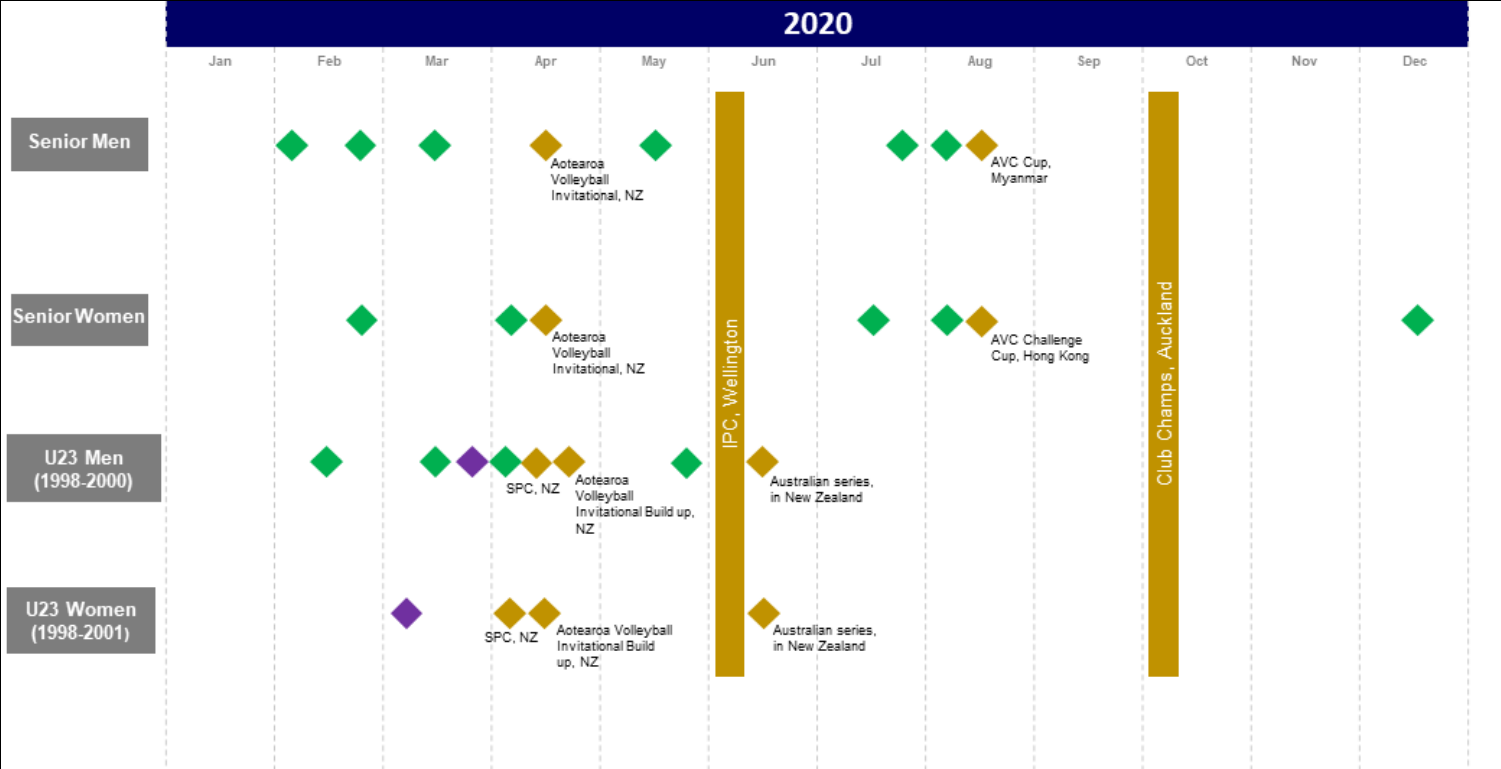 2020
Jan Feb Mar Apr May Jun Jul Aug Sep Oct Nov Dec
Senior Men
Aotearoa
Volleyball
Invitational, NZ
AVC Cup,
Myanmar
Senior Women
Aotearoa
Volleyball
Invitational, NZ
AVC Challenge
Cup, Hong Kong
IPC, Wellington
Club Champs, Auckland
U23 Men
(1998-2000)
SPC, NZ
Aotearoa
Volleyball
Invitational Build up,
NZ
Australian series,
in New Zealand
U23 Women
(1998-2001)
SPC, NZ
Aotearoa Volleyball
Invitational Build
up, NZ
Australian series,
in New Zealand